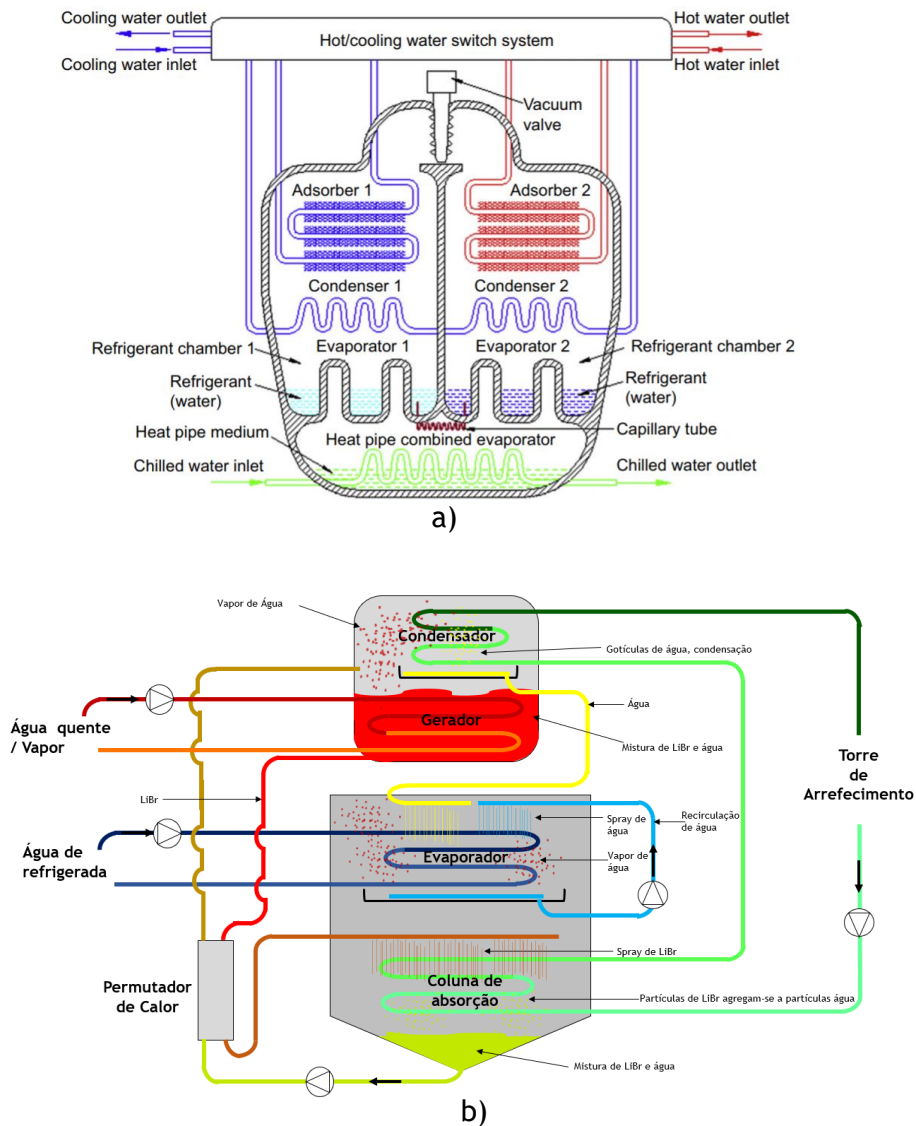 Cooling water outlet
Hot water outlet
Hot/cooling water switch system
Cooling water inlet
Hot water inlet
Vacuum
valve
Adsorber 1
Adsorber 2
Condenser 1
Condenser 2
Evaporator 1
Evaporator 2
Refrigerant chamber 1
Refrigerant chamber 2
Refrigerant
(water)
Refrigerant
(water)
Heat pipe medium
Heat pipe combined evaporator
Capillary tube
Chilled water inlet
Chilled water outlet
a)
Vapor de Água
Condensador
Gotículas de água, condensação
Água
Água quente
/ Vapor
Gerador
Mistura de LiBr e água
Torre
de
Arrefecimento
LiBr
Spray de
água
Recirculação
de água
Água de
refrigerada
Evaporador
Vapor de
água
Spray de LiBr
Permutador
de Calor
Coluna de
absorção
Partículas de LiBr agregam-se a partículas água
Mistura de LiBr e água
b)